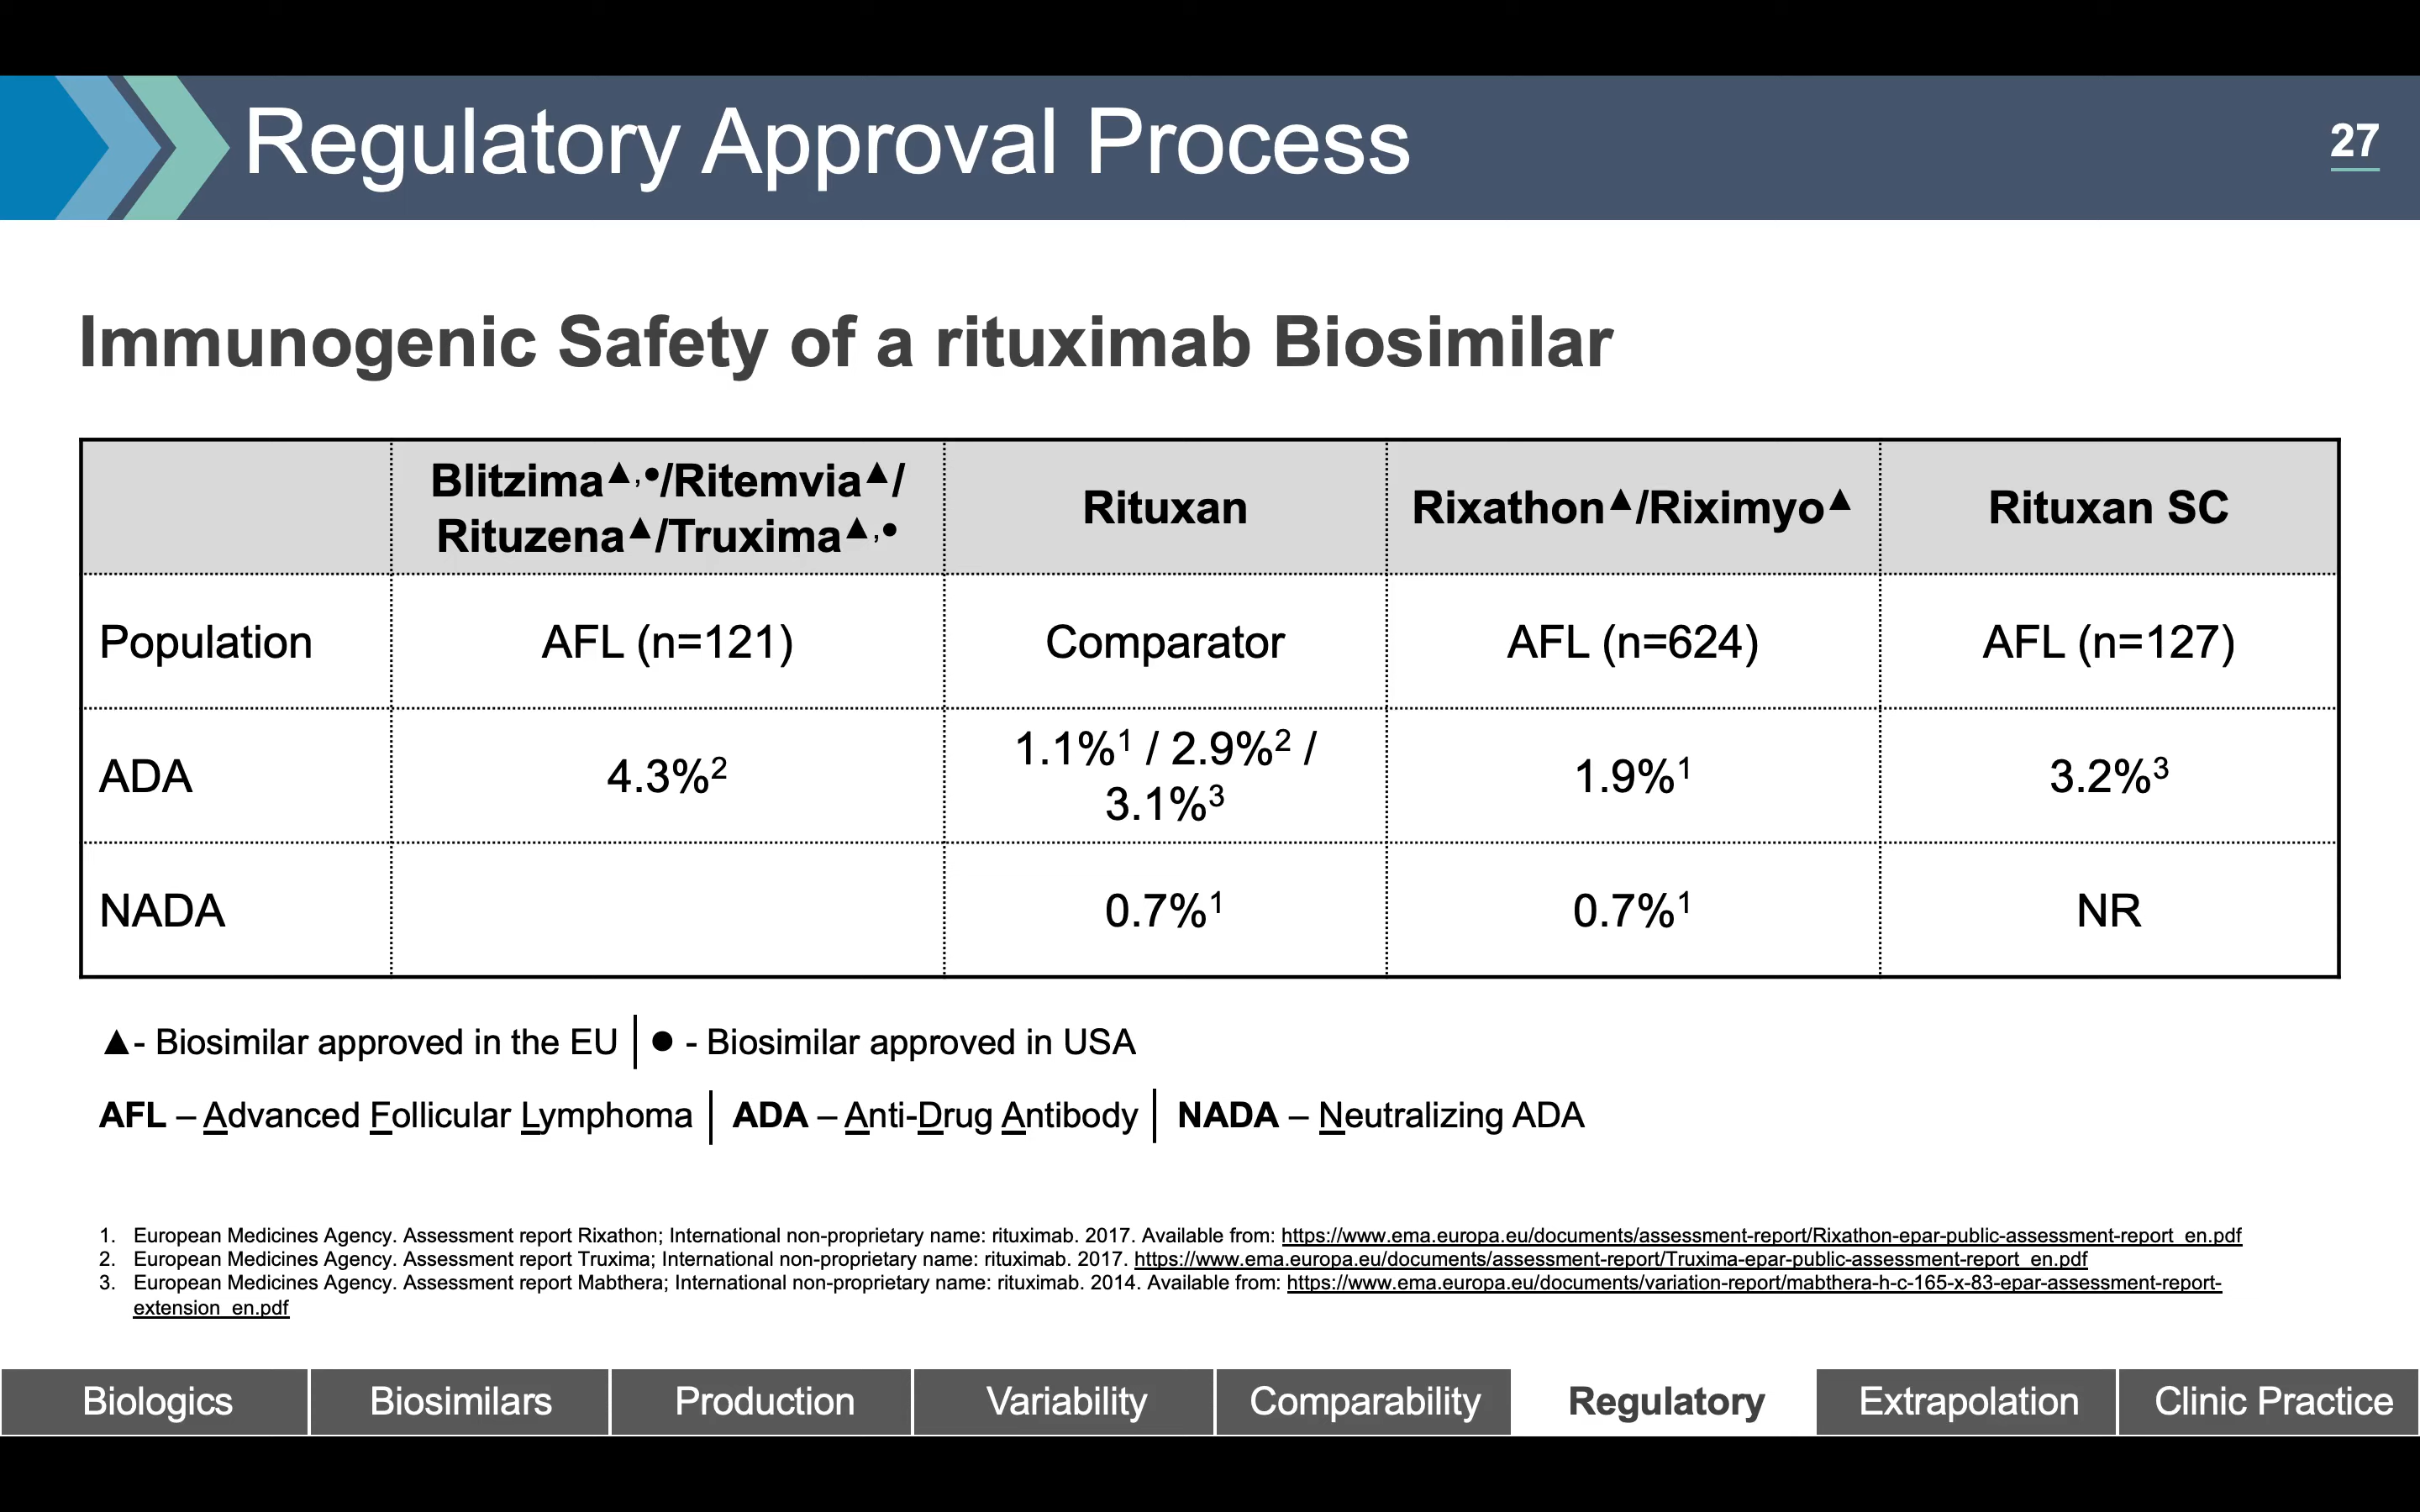 Regulatory Approval Process
27
Immunogenic Safety of a rituximab Biosimilar
Blitzima▲,●/Ritemvia▲/
Rituzena▲/Truxima▲,●
Rituxan
Rixathon▲/Riximyo▲
Rituxan SC
Population
AFL (n=121)
Comparator
AFL (n=624)
AFL (n=127)
ADA
4.3%²
1.1%¹ / 2.9%² /
3.1%³
1.9%¹
3.2%³
NADA
0.7%¹
0.7%¹
NR
▲- Biosimilar approved in the EU | ● - Biosimilar approved in USA
AFL – Advanced Follicular Lymphoma | ADA – Anti-Drug Antibody | NADA – Neutralizing ADA
1. European Medicines Agency. Assessment report Rixathon; International non-proprietary name: rituximab. 2017. Available from: https://www.ema.europa.eu/documents/assessment-report/Rixathon-epar-public-assessment-report_en.pdf
2. European Medicines Agency. Assessment report Truxima; International non-proprietary name: rituximab. 2017. https://www.ema.europa.eu/documents/assessment-report/Truxima-epar-public-assessment-report_en.pdf
3. European Medicines Agency. Assessment report Mabthera; International non-proprietary name: rituximab. 2014. Available from: https://www.ema.europa.eu/documents/variation-report/mabthera-h-c-165-x-83-epar-assessment-report-
extension_en.pdf
Biologics
Biosimilars
Production
Variability
Comparability
Regulatory
Extrapolation
Clinic Practice